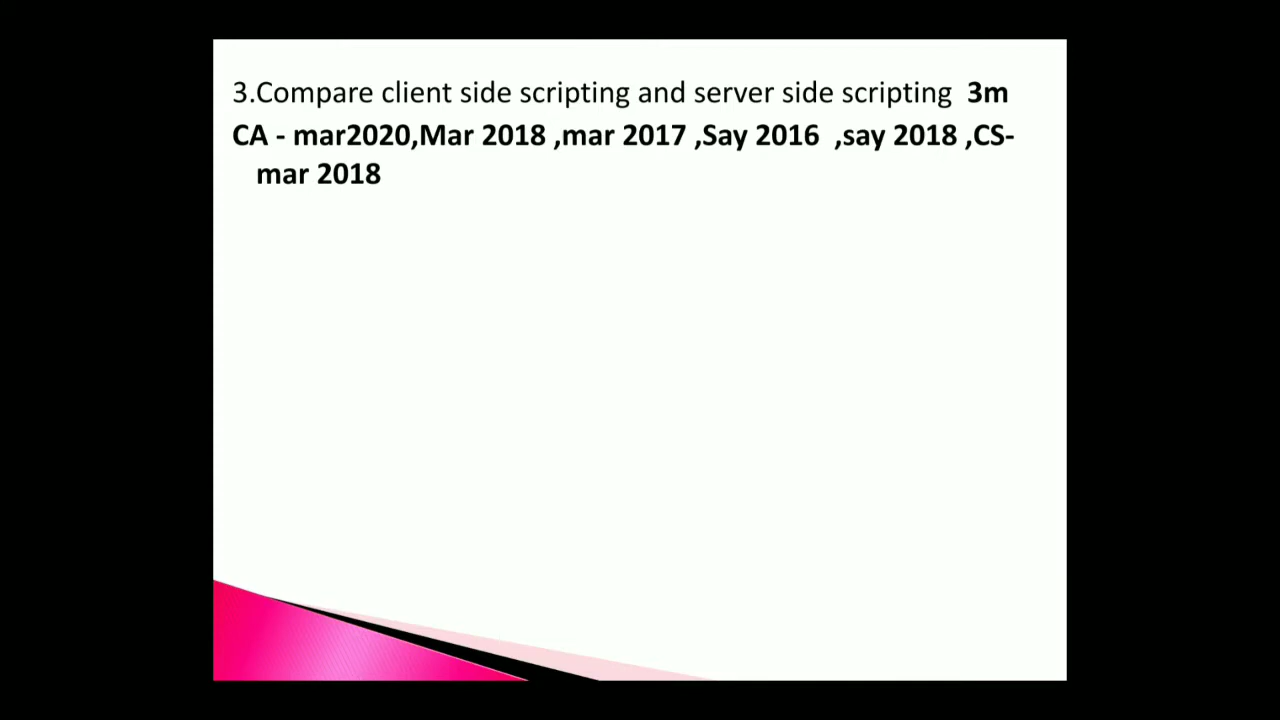 3.Compare client side scripting and server side scripting 3m
CA - mar2020,Mar 2018 ,mar 2017 ,Say 2016 ,say 2018 ,CS-
mar 2018